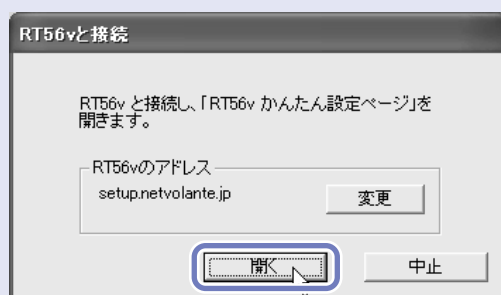 RT56vと接続
RT56v と接続し、「RT56v かんたん設定ページ」を
開きます。
RT56vのアドレス
setup.netvolante.jp
変更
開く
中止